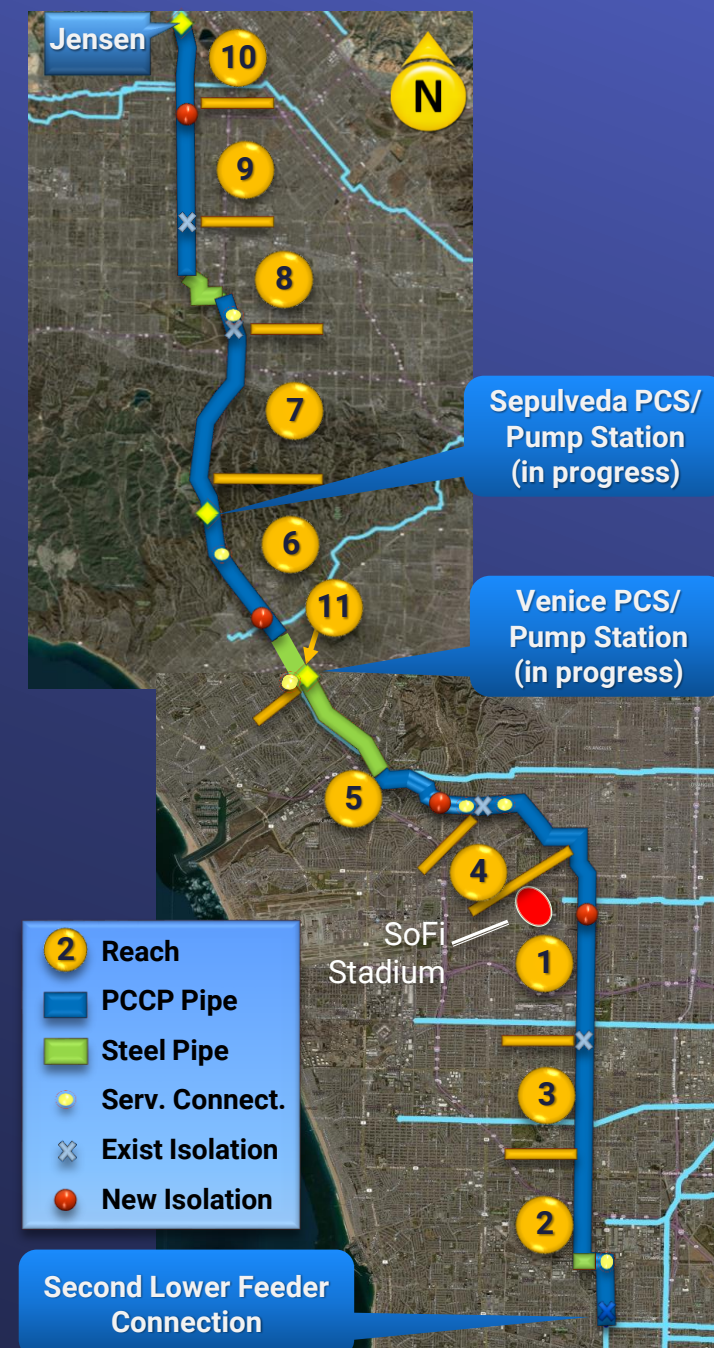 Jensen
10
N
9
8
7
Sepulveda PCS/
Pump Station
(in progress)
6
11
Venice PCS/
Pump Station
(in progress)
5
4
SoFi
Stadium
1
3
2
2 Reach
PCCP Pipe
Steel Pipe
Serv. Connect.
Exist Isolation
New Isolation
Second Lower Feeder
Connection